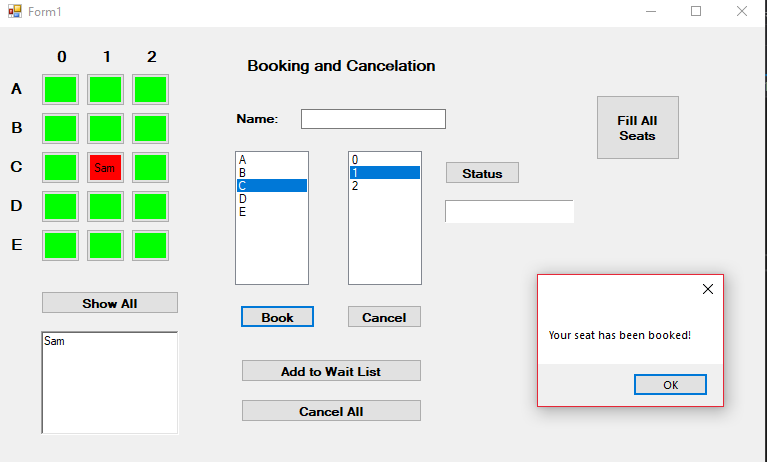 Form1
0 1 2
Booking and Cancelation
A
B
C Sam
D
E
Name:
Fill All
Seats
A
B
C
D
E
0
1
2
Status
Show All
Sam
Book
Cancel
Add to Wait List
Cancel All
Your seat has been booked!
OK